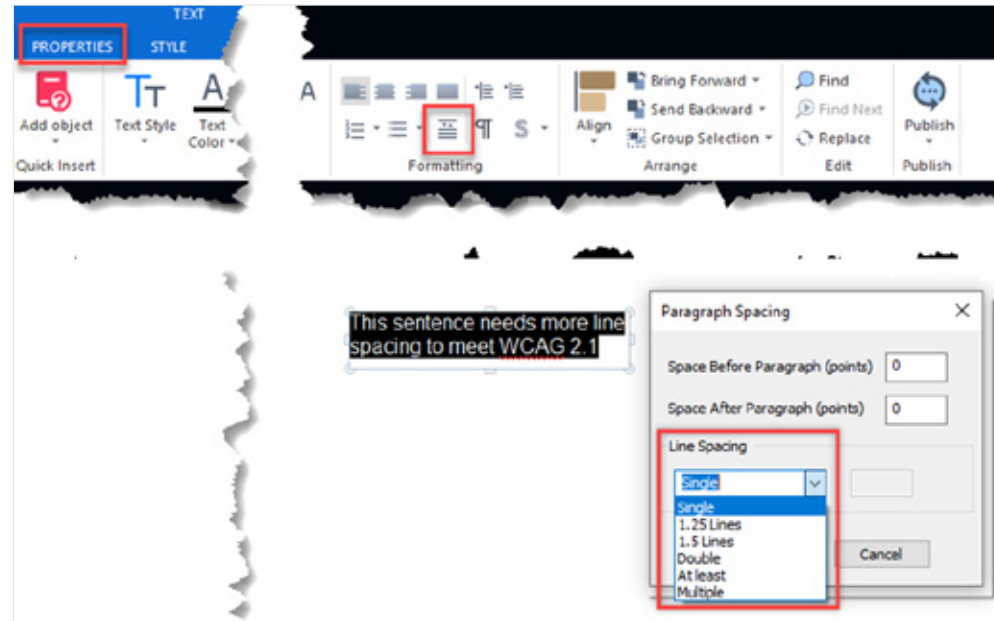 TEXT
PROPERTIES STYLE
Add object Text Style Text Color
Quick Insert
A
Formatting
Align
Bring Forward
Send Backward
Group Selection
Arrange
Find
Find Next
Replace
Edit
Publish
Publish
This sentence needs more line
spacing to meet WCAG 2.1
Paragraph Spacing
Space Before Paragraph (points) 0
Space After Paragraph (points) 0
Line Spacing
Single
Single
1.25 Lines
1.5 Lines
Double
At least
Multiple
Cancel